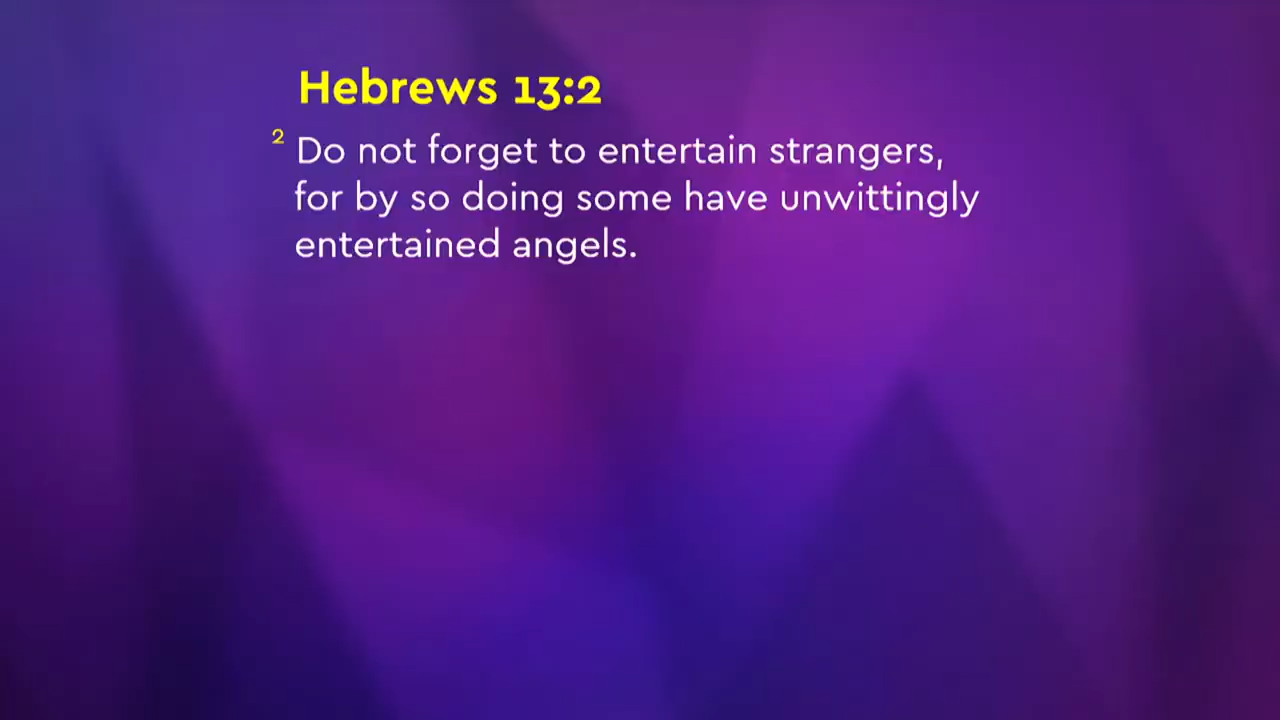 Hebrews 13:2
2 Do not forget to entertain strangers,
for by so doing some have unwittingly
entertained angels.